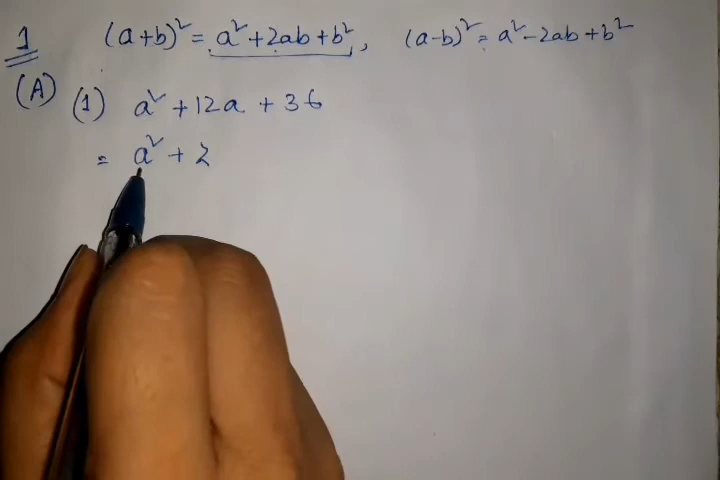 1 (a+b)² = a²+2ab+b², (a-b)² = a²-2ab+b²
(A) (1) a²+12a+36
= a²+2